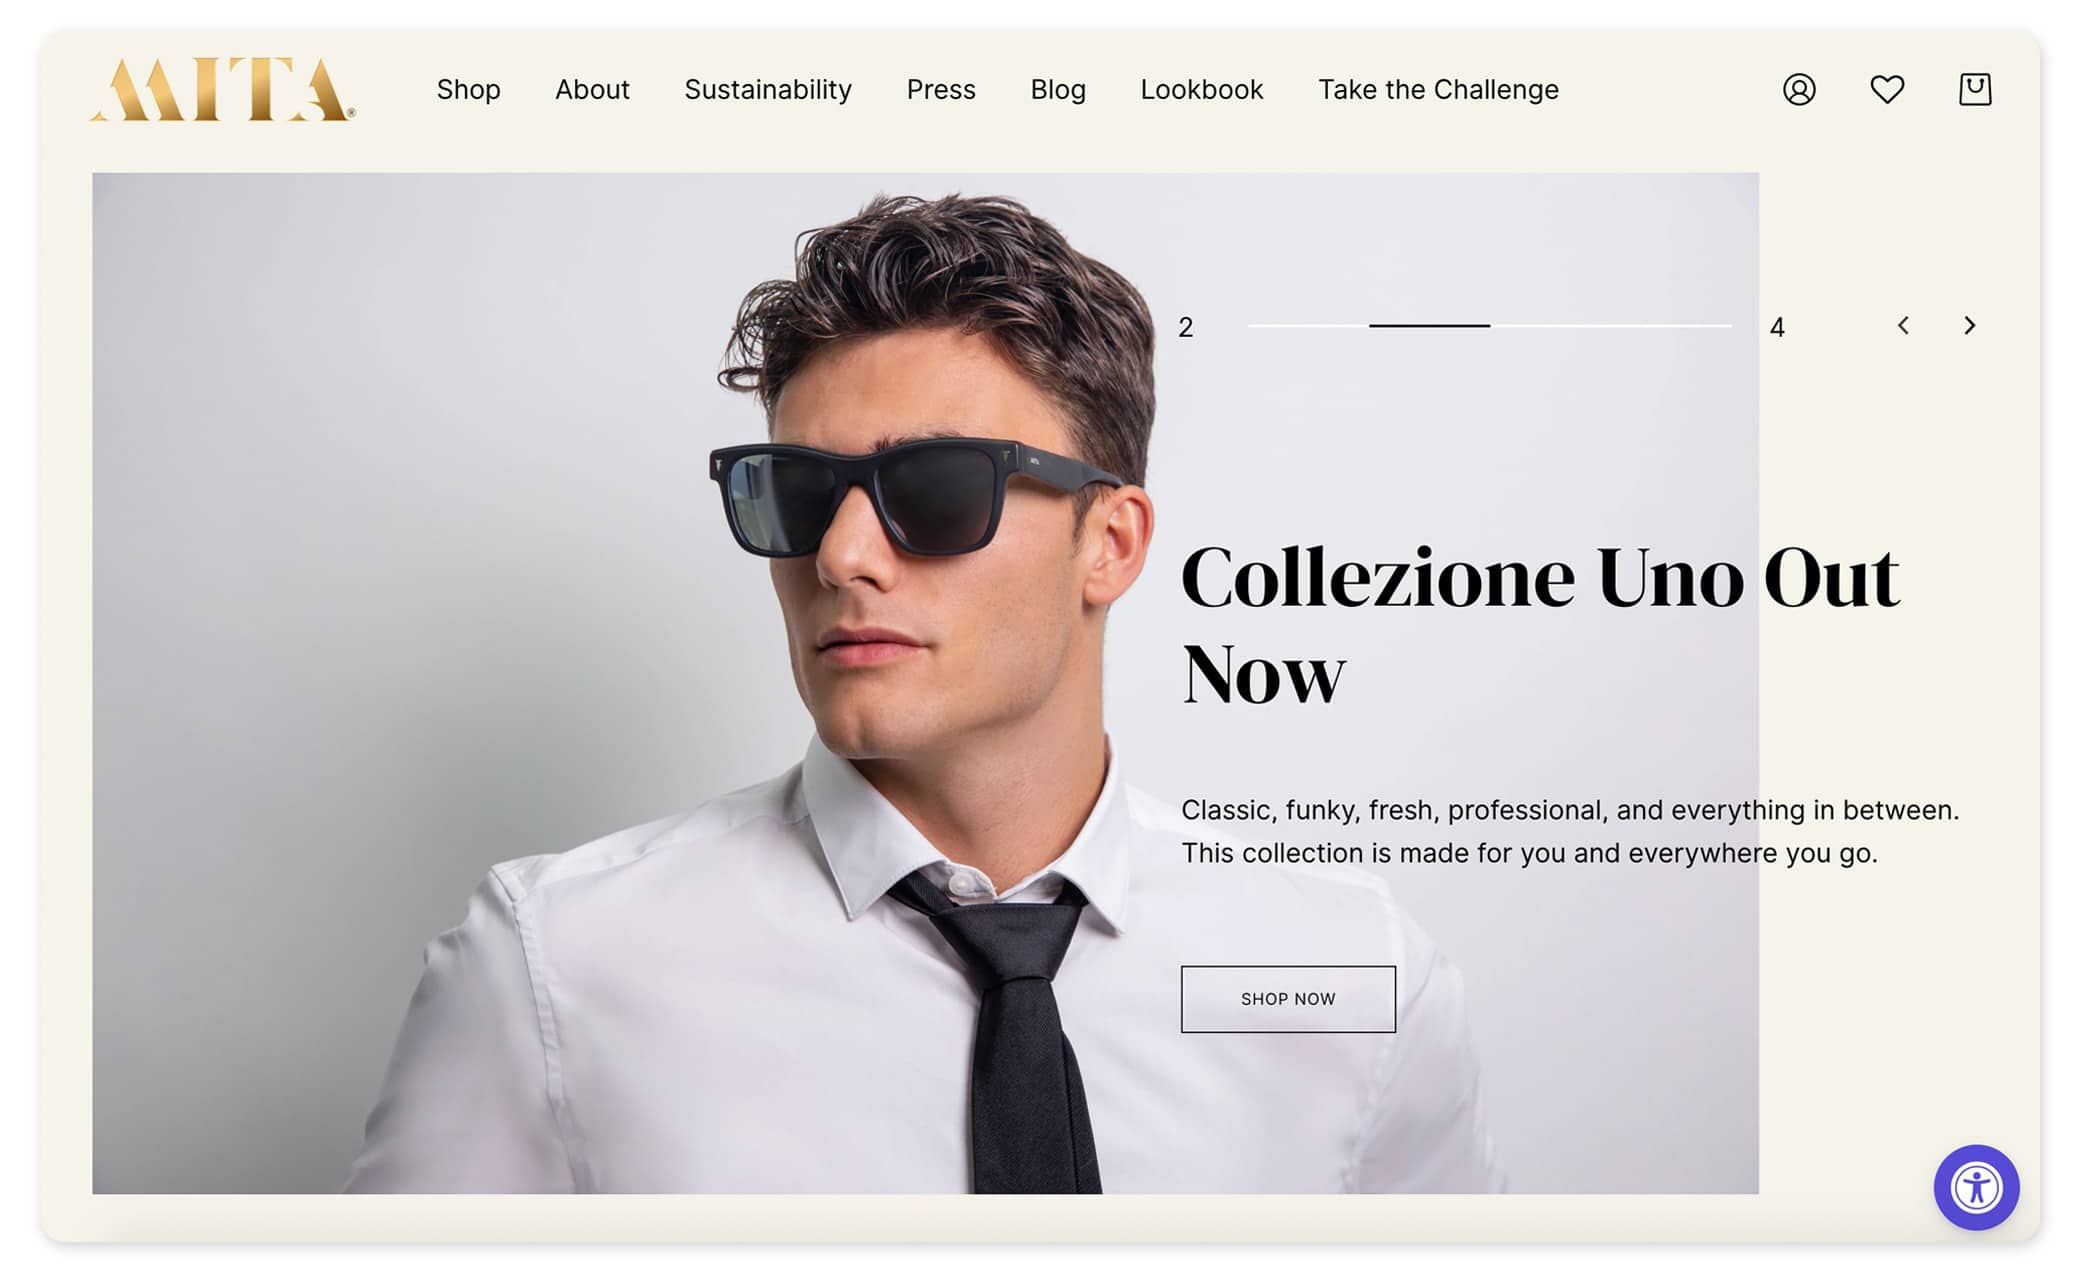 MITA®
Shop About Sustainability Press Blog Lookbook Take the Challenge
2 4
Collezione Uno Out
Now
Classic, funky, fresh, professional, and everything in between.
This collection is made for you and everywhere you go.
SHOP NOW